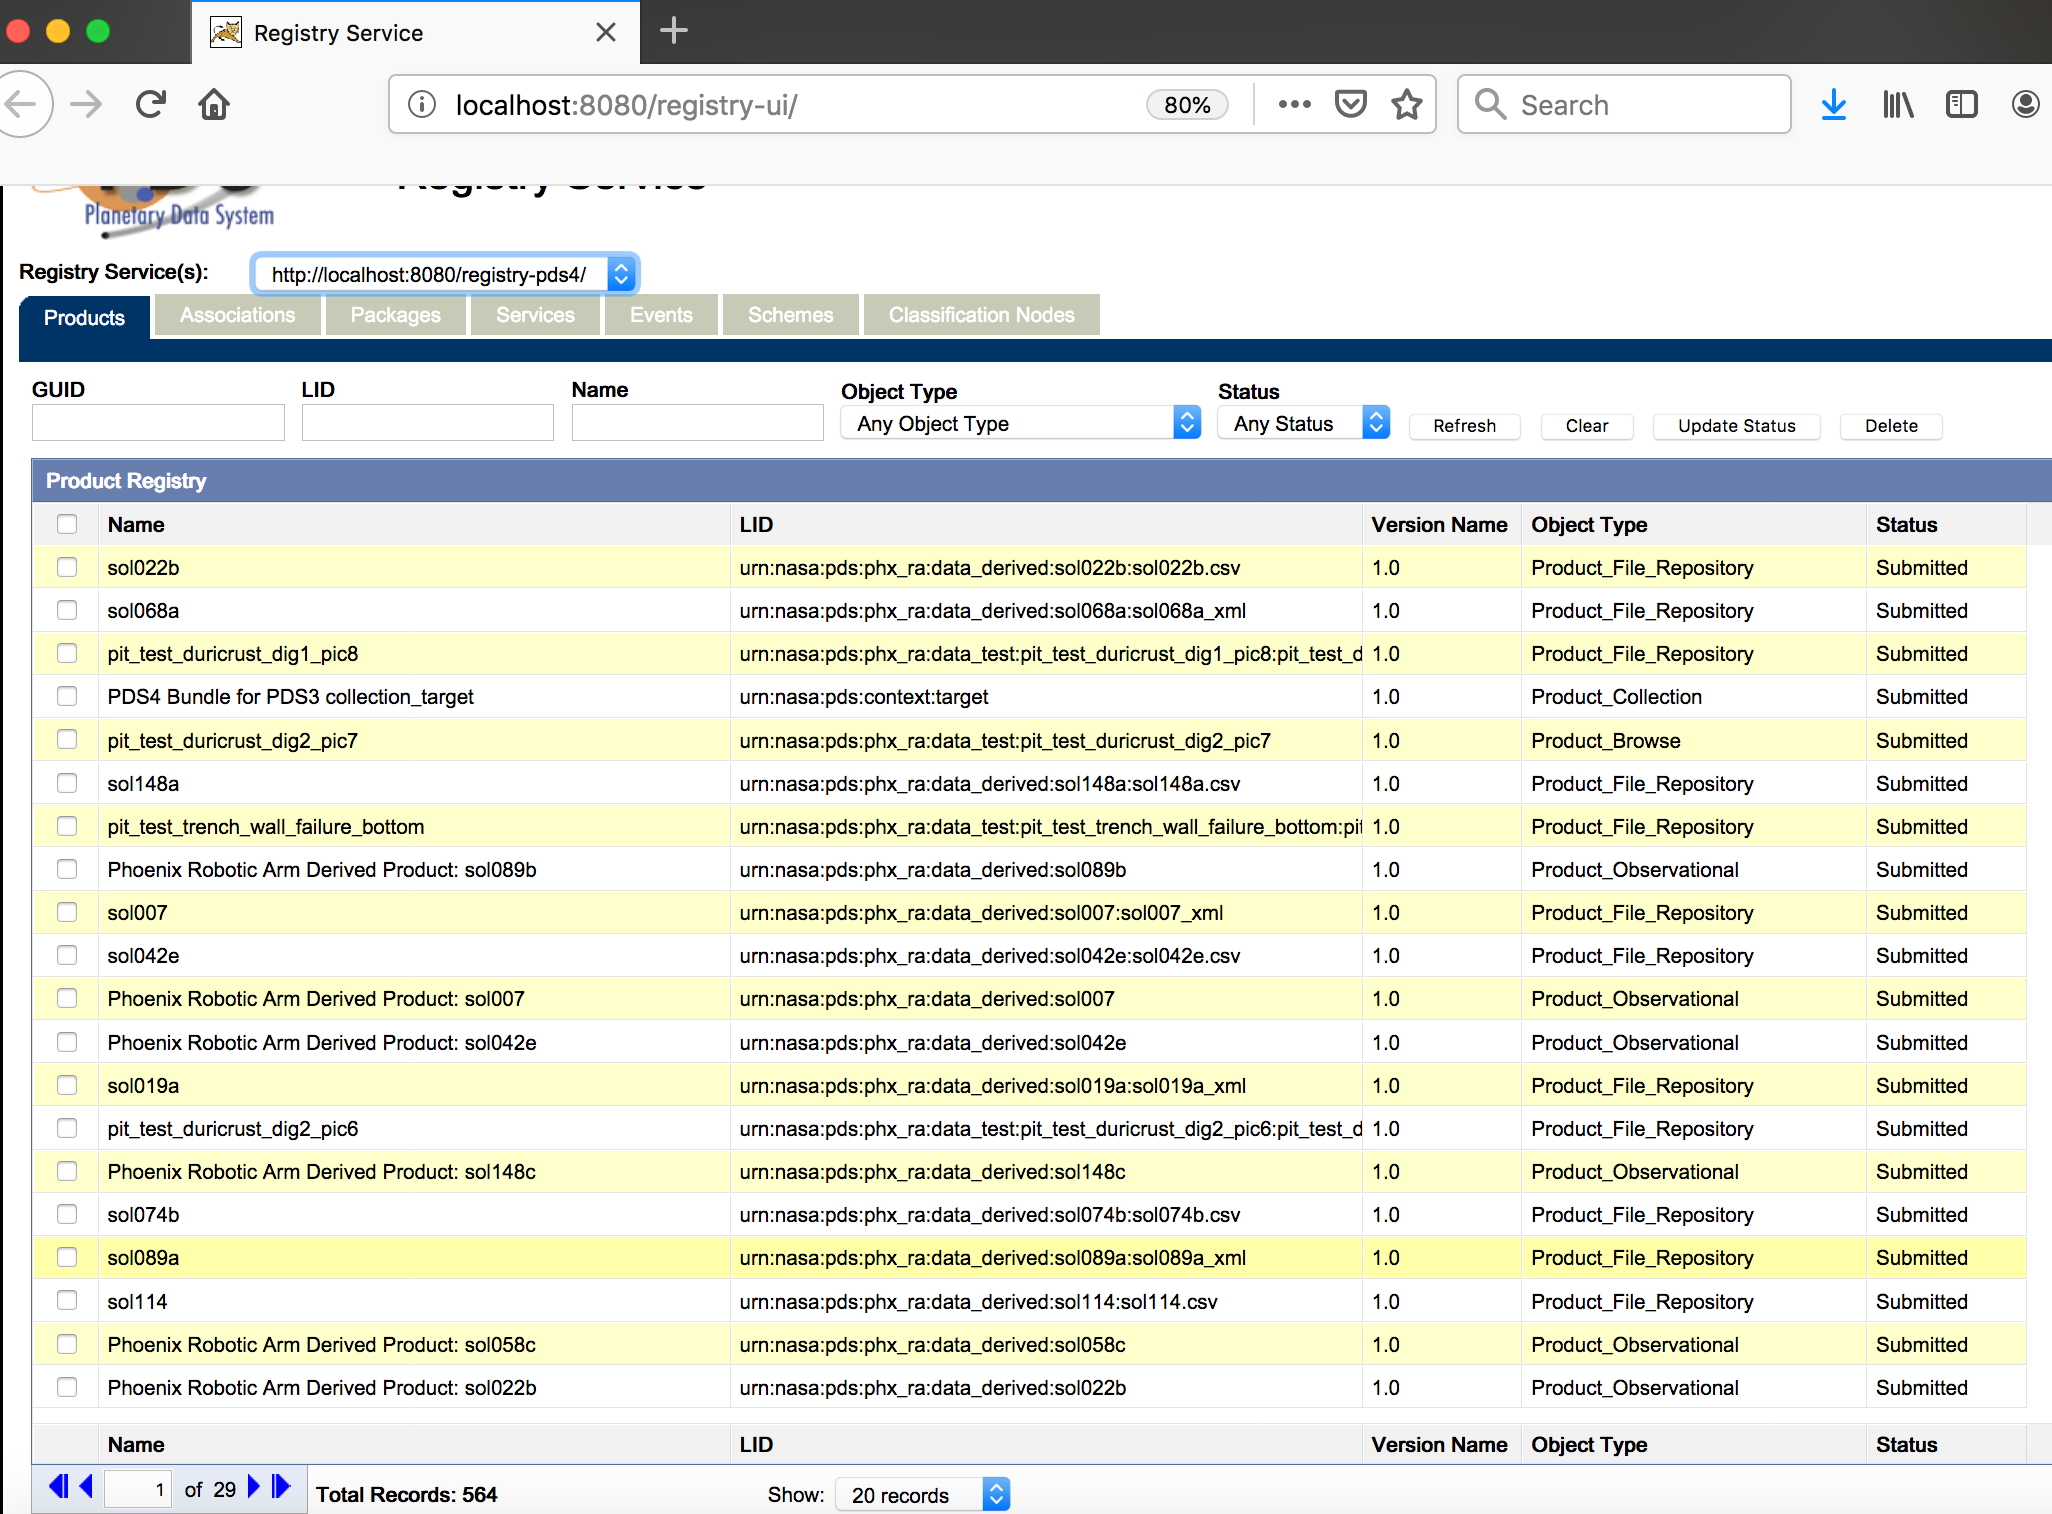 Registry Service
localhost:8080/registry-ui/ 80% Search
Registry Service
Planetary Data System
Registry Service(s): http://localhost:8080/registry-pds4/
Products Associations Packages Services Events Schemes Classification Nodes
GUID LID Name Object Type Status
Any Object Type Any Status Refresh Clear Update Status Delete
Product Registry
Name LID Version Name Object Type Status
sol022b urn:nasa:pds:phx_ra:data_derived:sol022b:sol022b.csv 1.0 Product_File_Repository Submitted
sol068a urn:nasa:pds:phx_ra:data_derived:sol068a:sol068a_xml 1.0 Product_File_Repository Submitted
pit_test_duricrust_dig1_pic8 urn:nasa:pds:phx_ra:data_test:pit_test_duricrust_dig1_pic8:pit_test_d 1.0 Product_File_Repository Submitted
PDS4 Bundle for PDS3 collection_target urn:nasa:pds:context:target 1.0 Product_Collection Submitted
pit_test_duricrust_dig2_pic7 urn:nasa:pds:phx_ra:data_test:pit_test_duricrust_dig2_pic7 1.0 Product_Browse Submitted
sol148a urn:nasa:pds:phx_ra:data_derived:sol148a:sol148a.csv 1.0 Product_File_Repository Submitted
pit_test_trench_wall_failure_bottom urn:nasa:pds:phx_ra:data_test:pit_test_trench_wall_failure_bottom:pit 1.0 Product_File_Repository Submitted
Phoenix Robotic Arm Derived Product: sol089b urn:nasa:pds:phx_ra:data_derived:sol089b 1.0 Product_Observational Submitted
sol007 urn:nasa:pds:phx_ra:data_derived:sol007:sol007_xml 1.0 Product_File_Repository Submitted
sol042e urn:nasa:pds:phx_ra:data_derived:sol042e:sol042e.csv 1.0 Product_File_Repository Submitted
Phoenix Robotic Arm Derived Product: sol007 urn:nasa:pds:phx_ra:data_derived:sol007 1.0 Product_Observational Submitted
Phoenix Robotic Arm Derived Product: sol042e urn:nasa:pds:phx_ra:data_derived:sol042e 1.0 Product_Observational Submitted
sol019a urn:nasa:pds:phx_ra:data_derived:sol019a:sol019a_xml 1.0 Product_File_Repository Submitted
pit_test_duricrust_dig2_pic6 urn:nasa:pds:phx_ra:data_test:pit_test_duricrust_dig2_pic6:pit_test_d 1.0 Product_File_Repository Submitted
Phoenix Robotic Arm Derived Product: sol148c urn:nasa:pds:phx_ra:data_derived:sol148c 1.0 Product_Observational Submitted
sol074b urn:nasa:pds:phx_ra:data_derived:sol074b:sol074b.csv 1.0 Product_File_Repository Submitted
sol089a urn:nasa:pds:phx_ra:data_derived:sol089a:sol089a_xml 1.0 Product_File_Repository Submitted
sol114 urn:nasa:pds:phx_ra:data_derived:sol114:sol114.csv 1.0 Product_File_Repository Submitted
Phoenix Robotic Arm Derived Product: sol058c urn:nasa:pds:phx_ra:data_derived:sol058c 1.0 Product_Observational Submitted
Phoenix Robotic Arm Derived Product: sol022b urn:nasa:pds:phx_ra:data_derived:sol022b 1.0 Product_Observational Submitted
Name LID Version Name Object Type Status
1 of 29 Total Records: 564 Show: 20 records